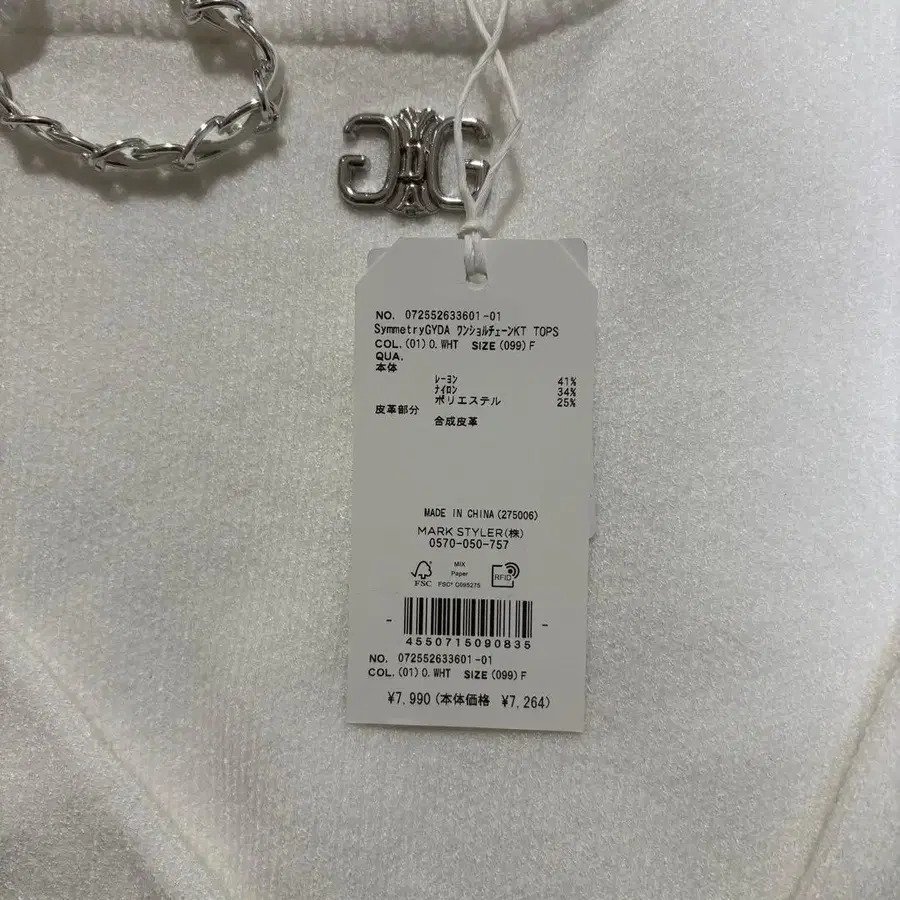 NO. 072552633601-01
SymmetryGYDA ﾜﾝｼｮﾙﾁｪｰﾝKT TOPS
COL.(01)O.WHT SIZE(099)F
QUA.
本体
ﾚｰﾖﾝ 41%
ﾅｲﾛﾝ 34%
ポリエステル 25%
皮革部分
合成皮革
MADE IN CHINA(275006)
MARK STYLER(株)
0570-050-757
FSC
MIX
Paper
FSC® C095275
RFID
4550715090835
NO. 072552633601-01
COL.(01)O.WHT SIZE(099)F
¥7,990(本体価格 ¥7,264)